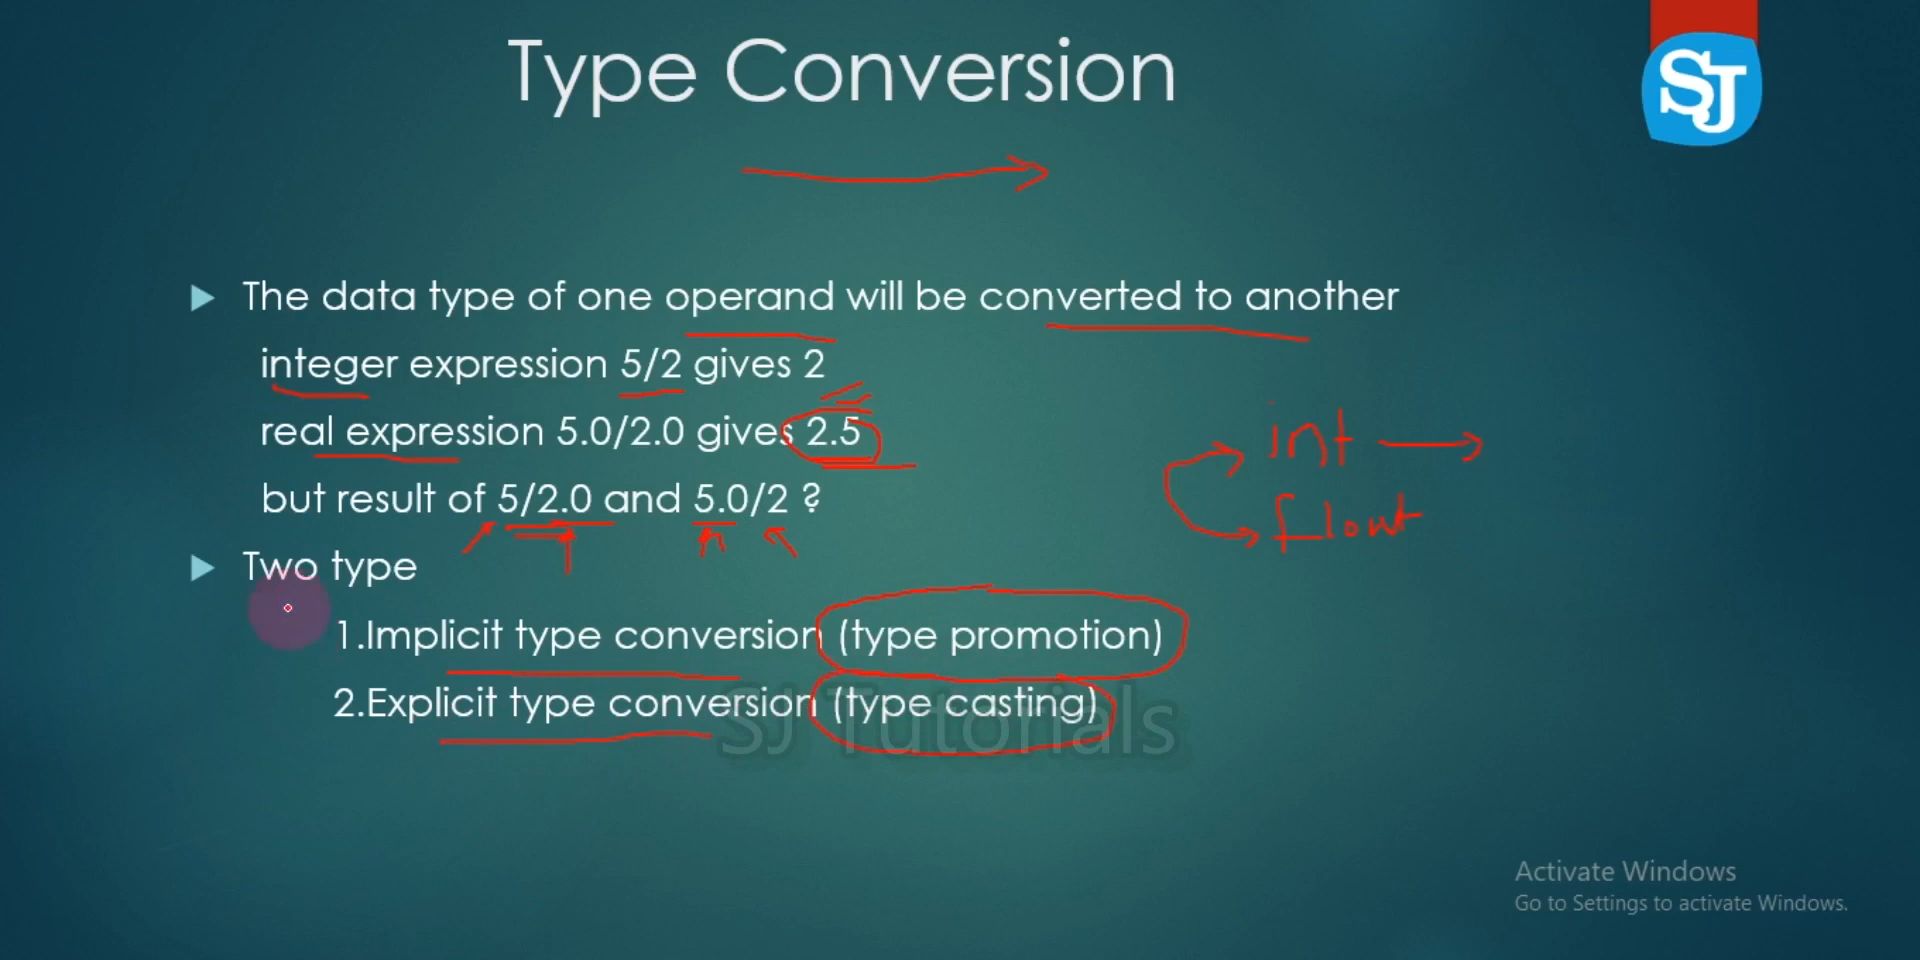 Type Conversion
SJ
The data type of one operand will be converted to another
integer expression 5/2 gives 2
real expression 5.0/2.0 gives 2.5
but result of 5/2.0 and 5.0/2 ?
int
float
Two type
1.Implicit type conversion (type promotion)
2.Explicit type conversion (type casting)
SJ Tutorials
Activate Windows
Go to Settings to activate Windows.